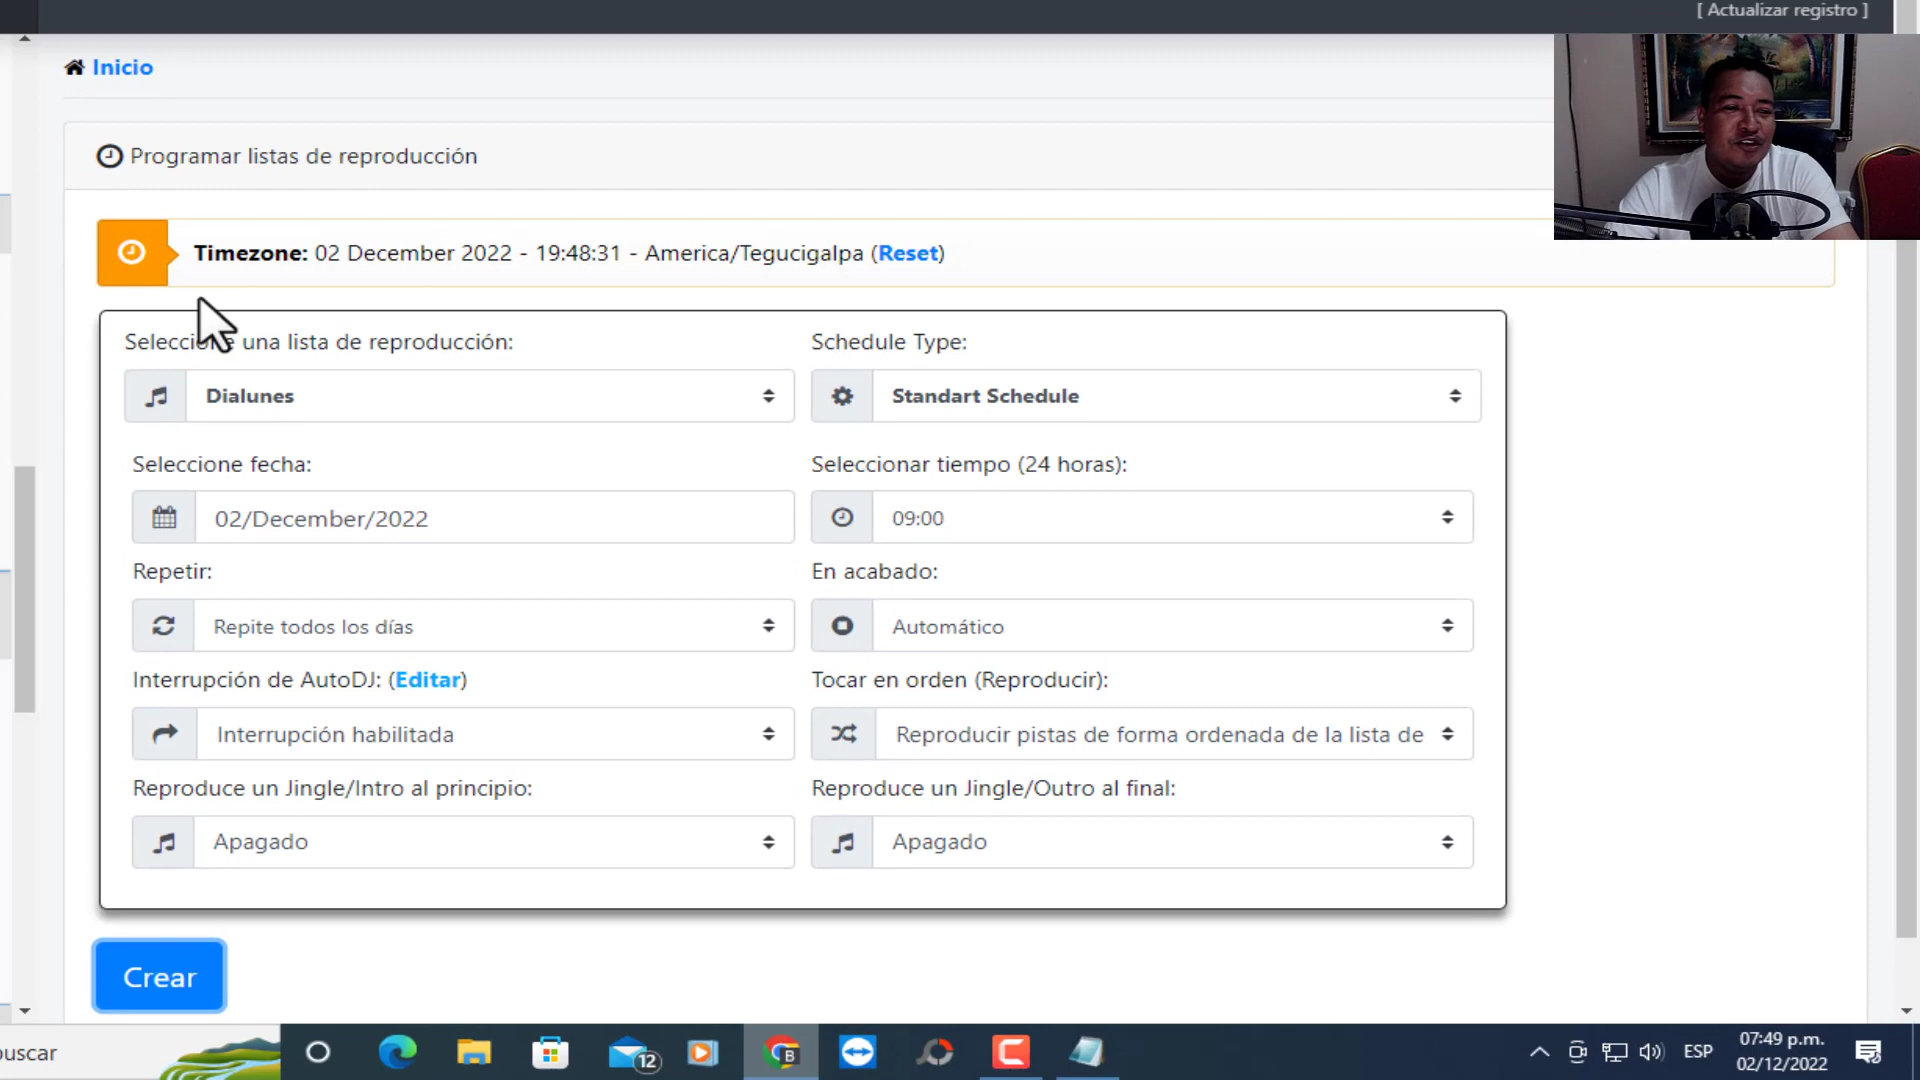 [ Actualizar registro ]
Inicio
Programar listas de reproducción
Timezone: 02 December 2022 - 19:48:31 - America/Tegucigalpa (Reset)
Seleccione una lista de reproducción:
Schedule Type:
Dialunes
Standart Schedule
Seleccione fecha:
Seleccionar tiempo (24 horas):
02/December/2022
09:00
Repetir:
En acabado:
Repite todos los días
Automático
Interrupción de AutoDJ: (Editar)
Tocar en orden (Reproducir):
Interrupción habilitada
Reproducir pistas de forma ordenada de la lista de
Reproduce un Jingle/Intro al principio:
Reproduce un Jingle/Outro al final:
Apagado
Apagado
Crear
buscar
12
B
ESP
07:49 p.m.
02/12/2022